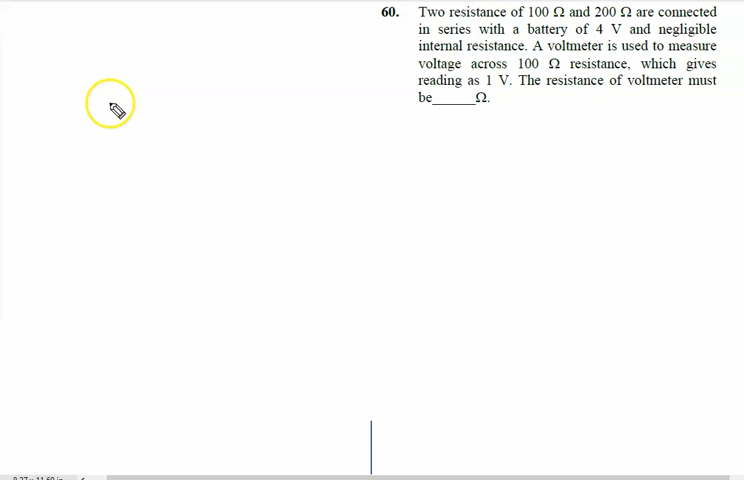 60. Two resistance of 100 Ω and 200 Ω are connected
in series with a battery of 4 V and negligible
internal resistance. A voltmeter is used to measure
voltage across 100 Ω resistance, which gives
reading as 1 V. The resistance of voltmeter must
be______Ω.